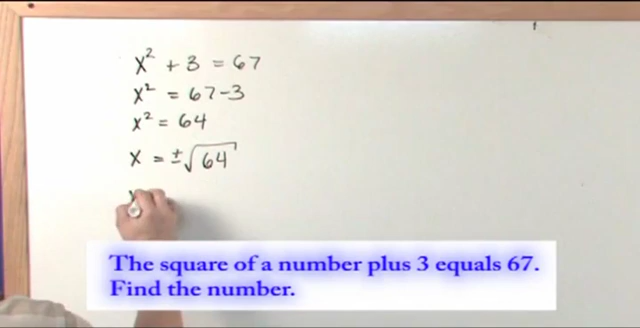 x² + 3 = 67
x² = 67-3
x² = 64
x = ±√64
The square of a number plus 3 equals 67.
Find the number.